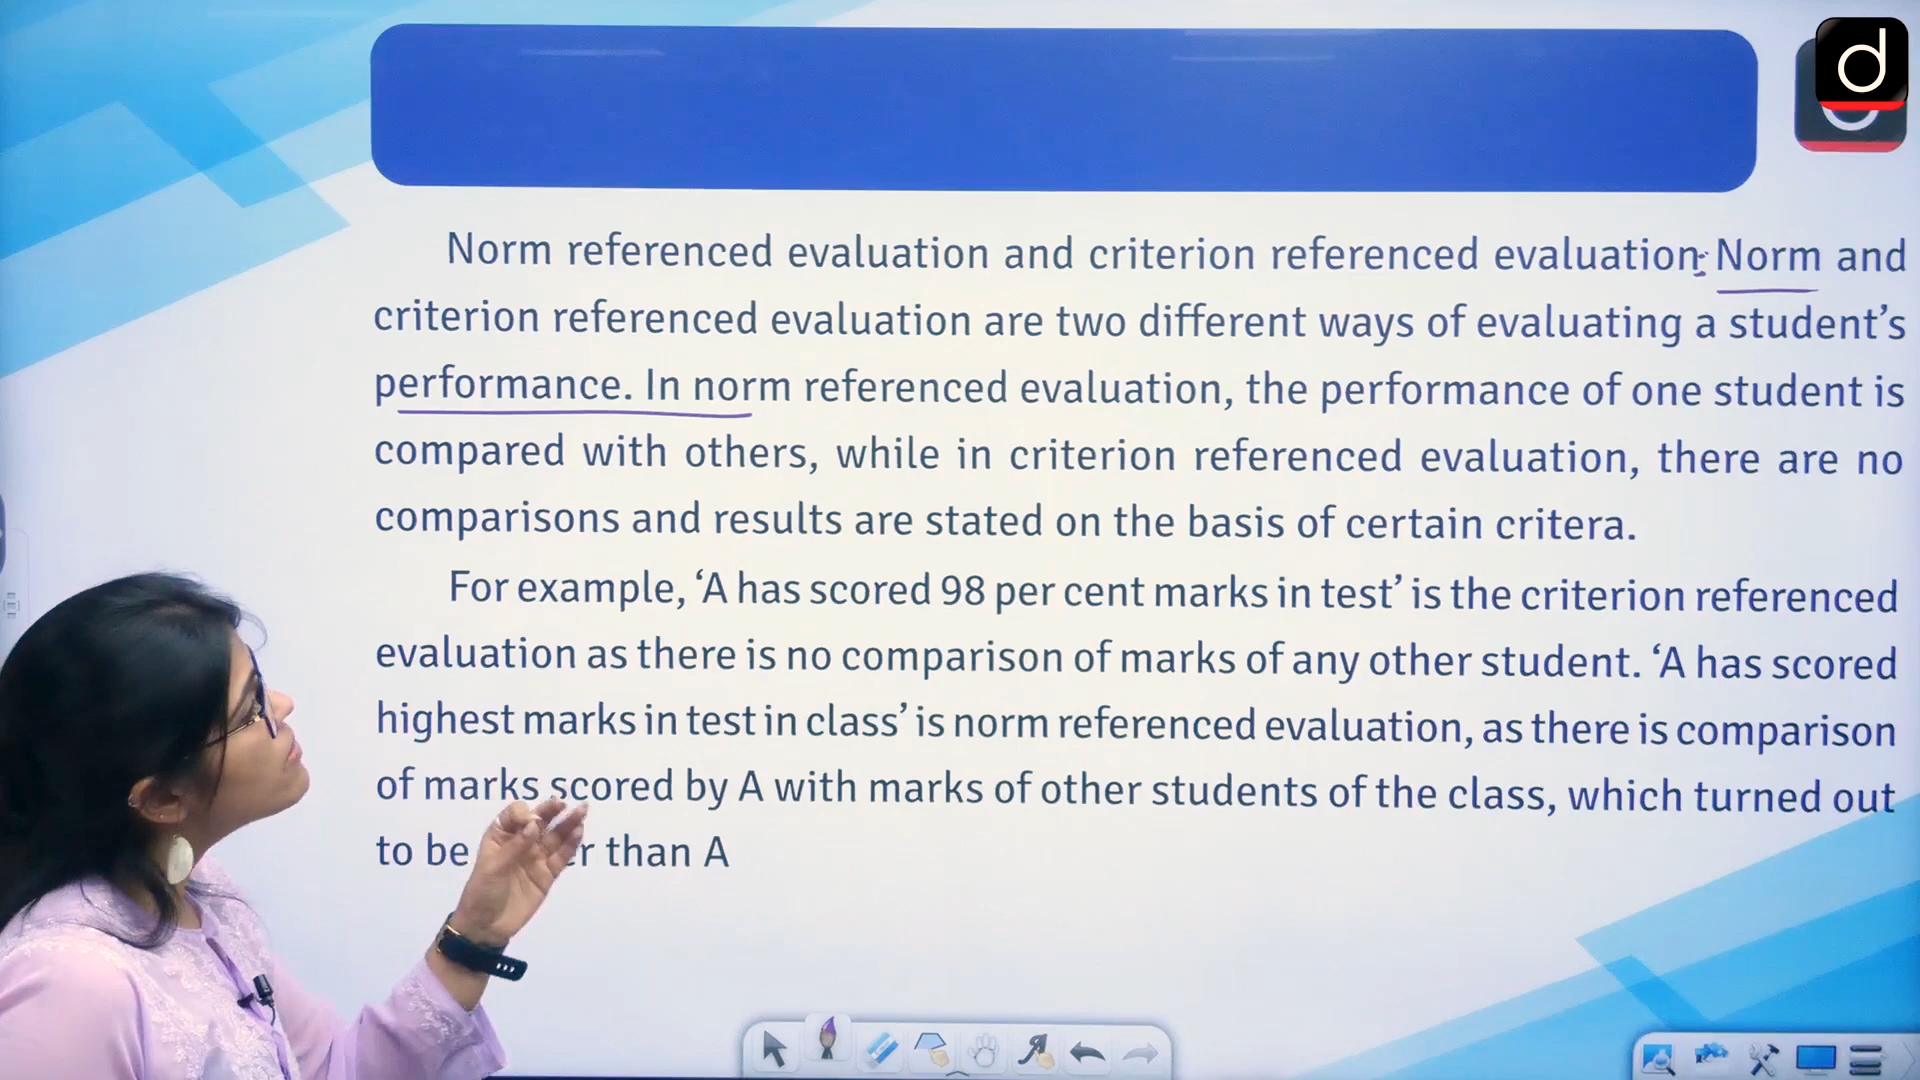 d
Norm referenced evaluation and criterion referenced evaluation: Norm and
criterion referenced evaluation are two different ways of evaluating a student’s
performance. In norm referenced evaluation, the performance of one student is
compared with others, while in criterion referenced evaluation, there are no
comparisons and results are stated on the basis of certain critera.
For example, ‘A has scored 98 per cent marks in test’ is the criterion referenced
evaluation as there is no comparison of marks of any other student. ‘A has scored
highest marks in test in class’ is norm referenced evaluation, as there is comparison
of marks scored by A with marks of other students of the class, which turned out
to be than A